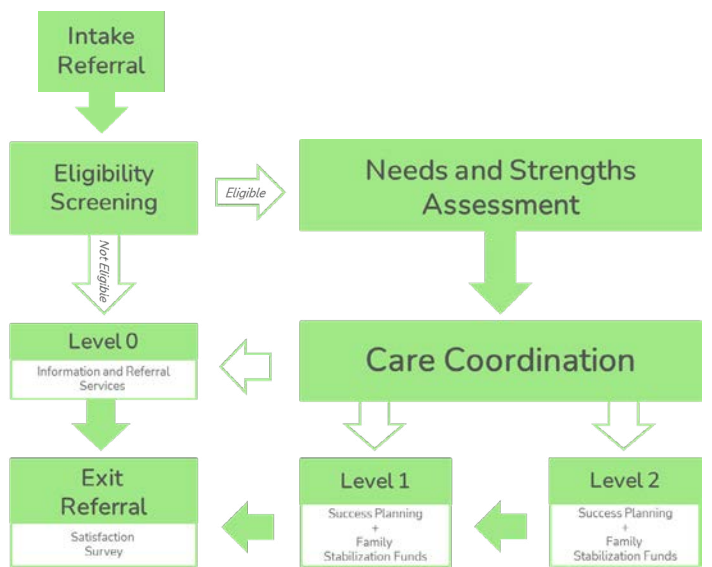 Intake
Referral
Eligibility
Screening
Eligible
Needs and Strengths
Assessment
Not Eligible
Level 0
Information and Referral
Services
Care Coordination
Exit
Referral
Satisfaction
Survey
Level 1
Success Planning
+
Family
Stabilization Funds
Level 2
Success Planning
+
Family
Stabilization Funds